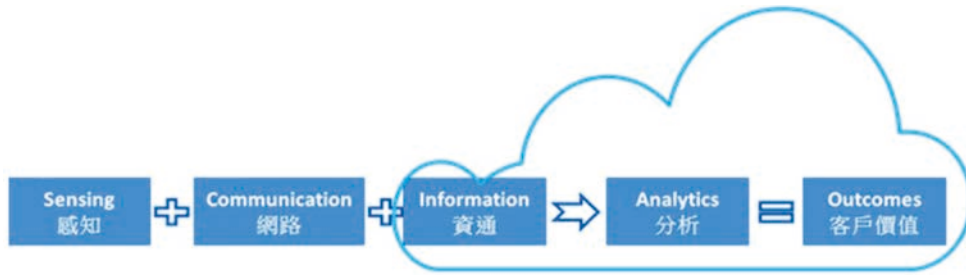 Sensing
感知
Communication
網路
Information
資通
Analytics
分析
Outcomes
客戶價值